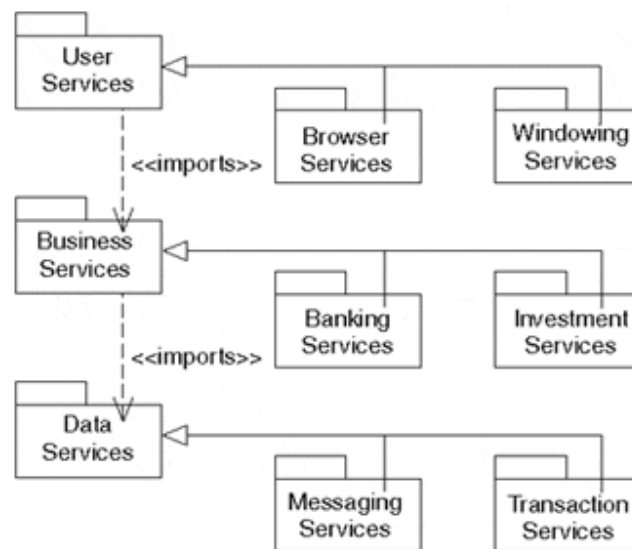 User
Services
Browser
Services
Windowing
Services
<<imports>>
Business
Services
Banking
Services
Investment
Services
<<imports>>
Data
Services
Messaging
Services
Transaction
Services